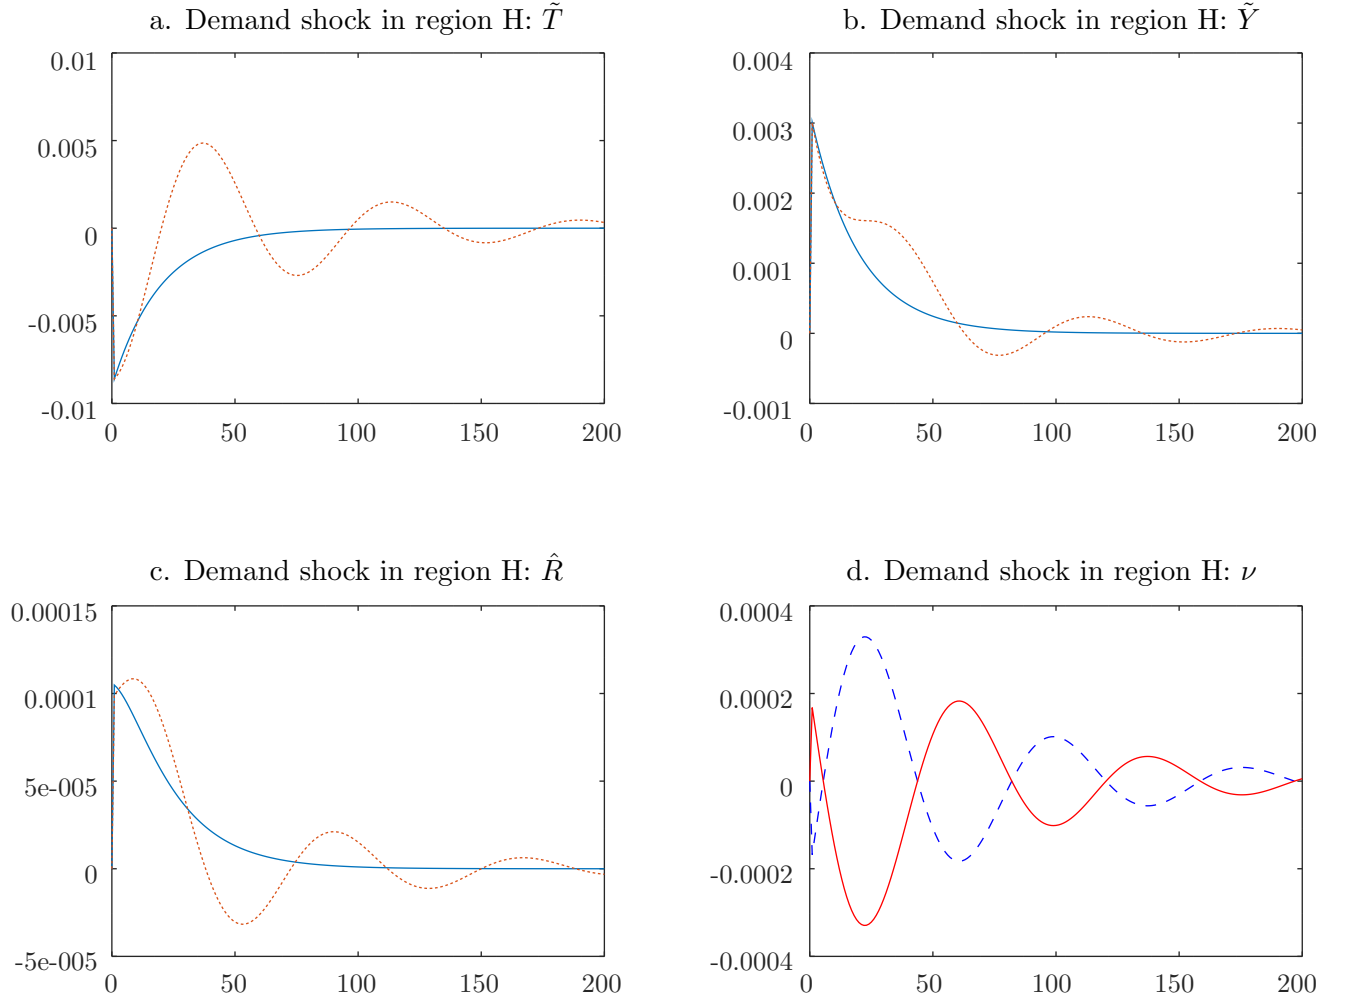 a. Demand shock in region H: T̃
0.01
0.005
0
-0.005
-0.01
0 50 100 150 200
b. Demand shock in region H: Ỹ
0.004
0.003
0.002
0.001
0
-0.001
0 50 100 150 200
c. Demand shock in region H: R̂
0.00015
0.0001
5e-005
0
-5e-005
0 50 100 150 200
d. Demand shock in region H: ν
0.0004
0.0002
0
-0.0002
-0.0004
0 50 100 150 200